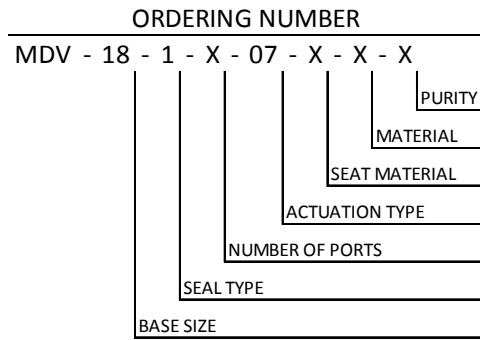 ORDERING NUMBER
MDV - 18 - 1 - X - 07 - X - X - X
PURITY
MATERIAL
SEAT MATERIAL
ACTUATION TYPE
NUMBER OF PORTS
SEAL TYPE
BASE SIZE